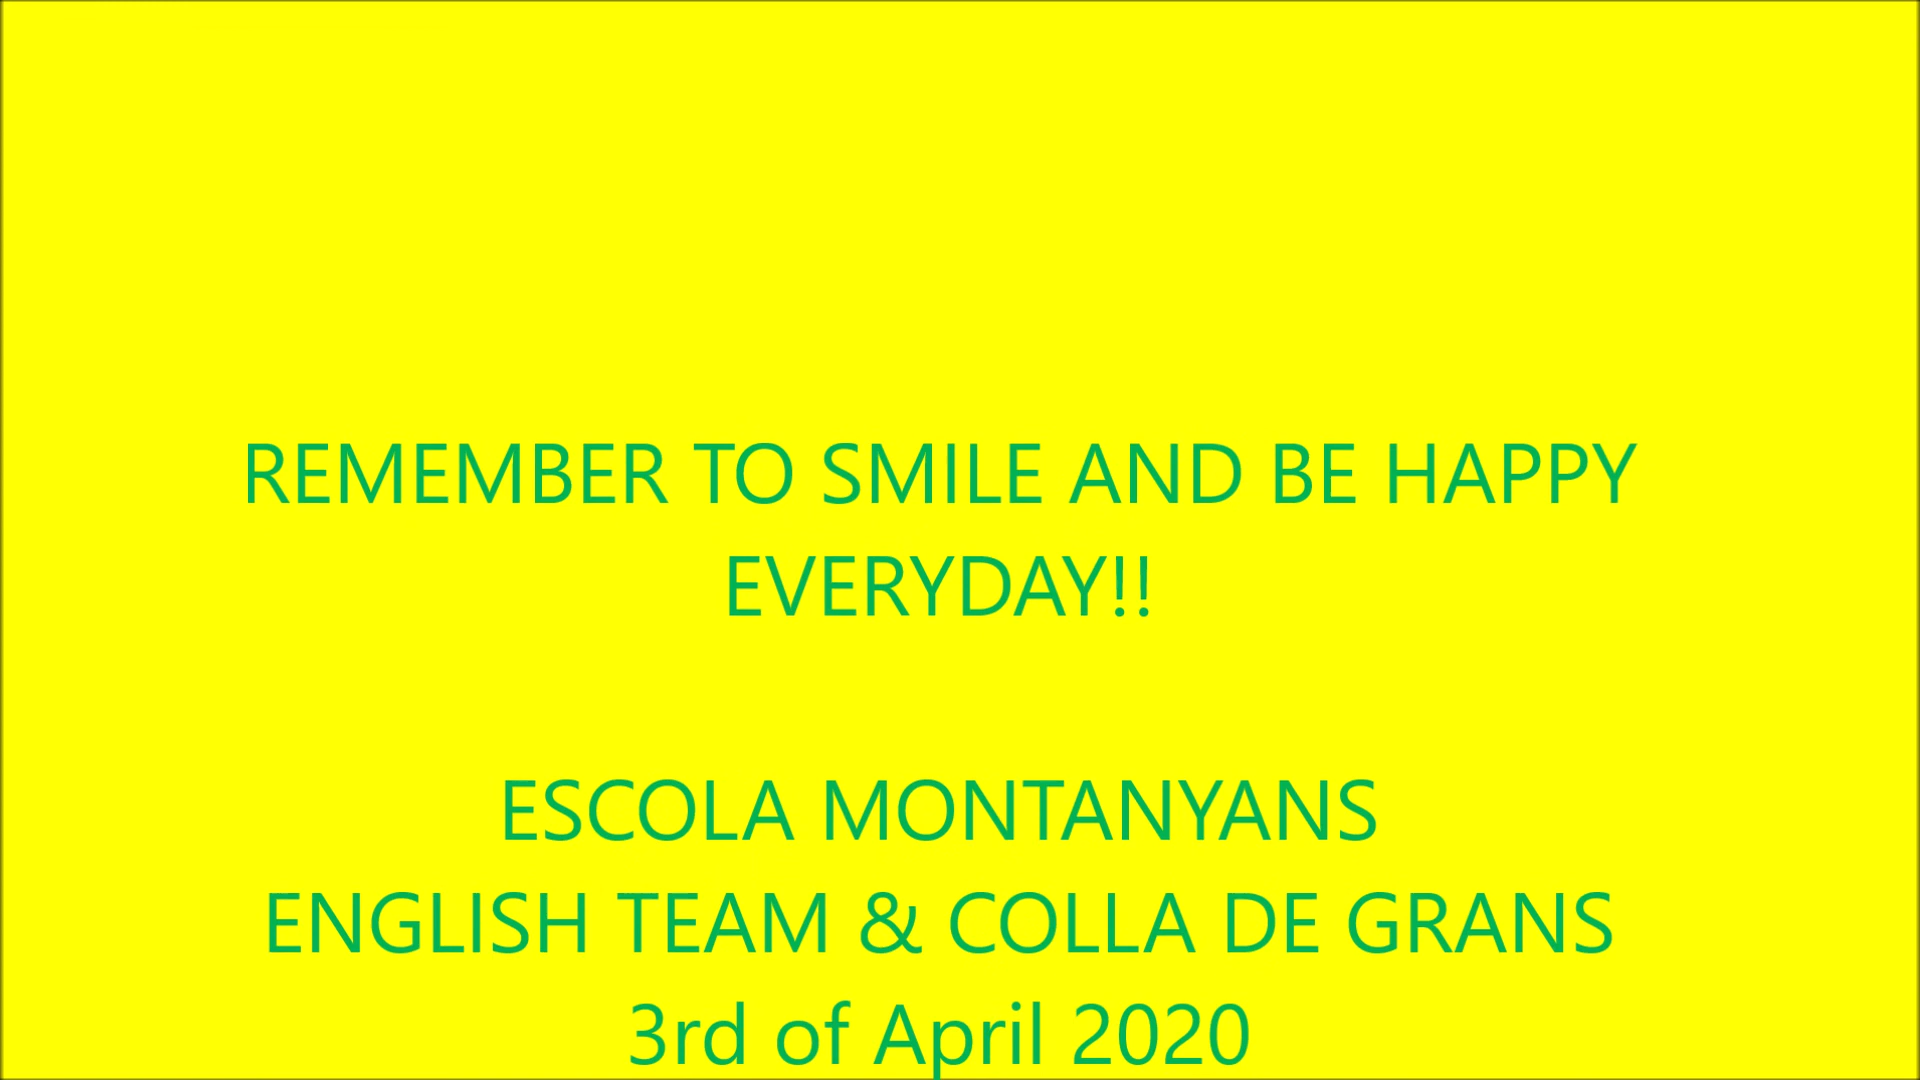 REMEMBER TO SMILE AND BE HAPPY
EVERYDAY!!
ESCOLA MONTANYANS
ENGLISH TEAM & COLLA DE GRANS
3rd of April 2020